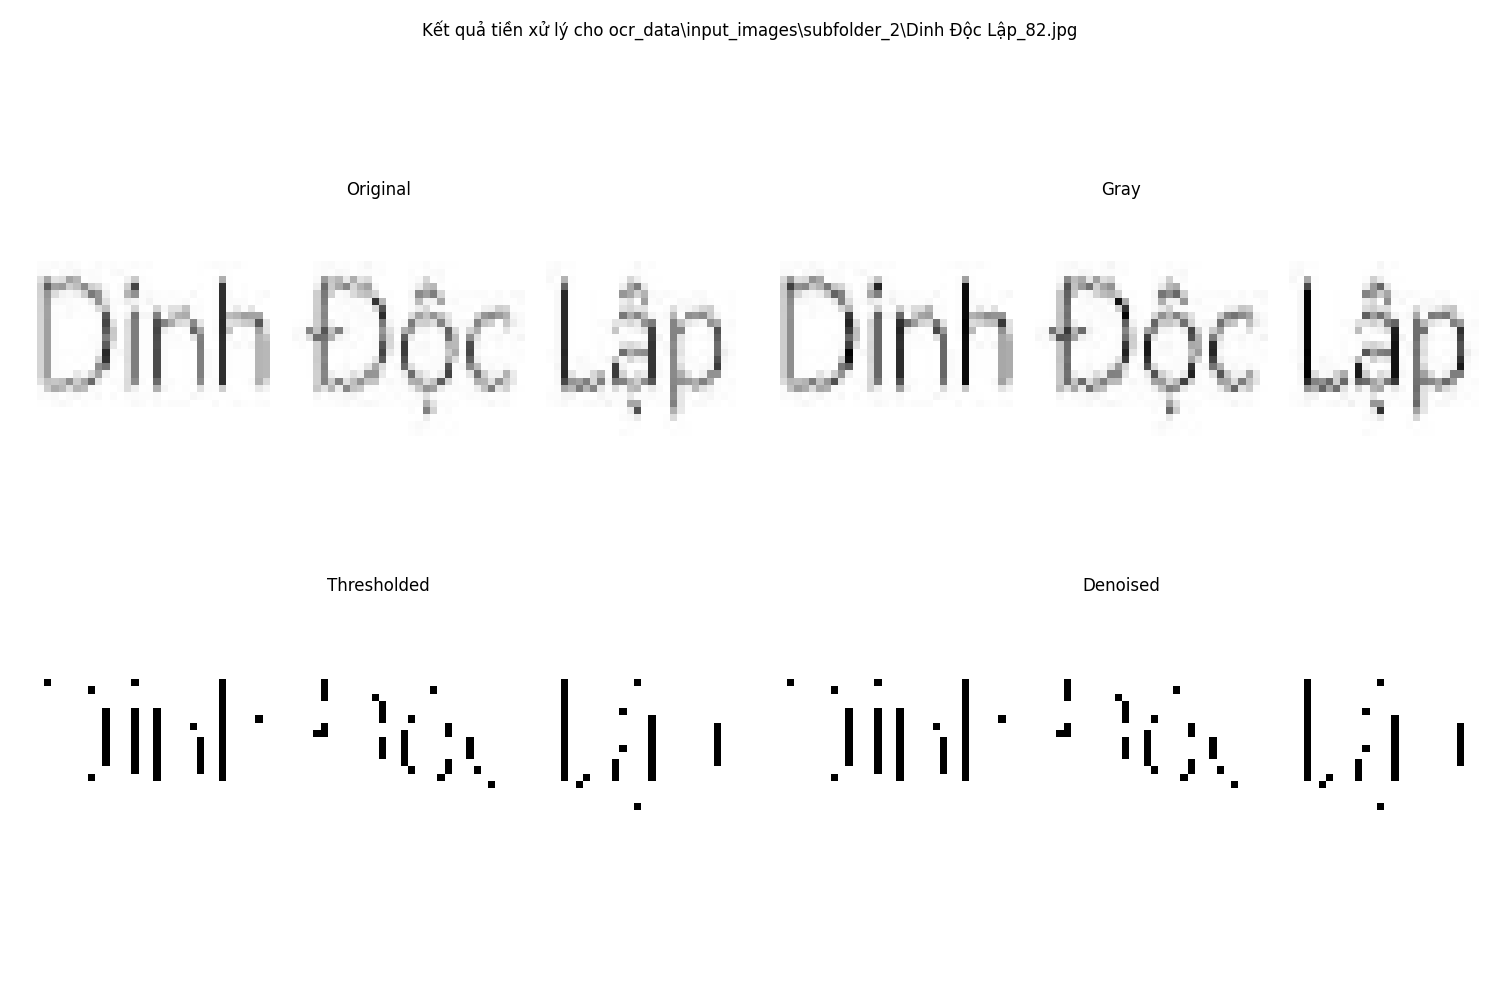 Kết quả tiền xử lý cho ocr_data\input_images\subfolder_2\Dinh Độc Lập_82.jpg
Original
Gray
Dinh Độc Lập
Dinh Độc Lập
Thresholded
Denoised